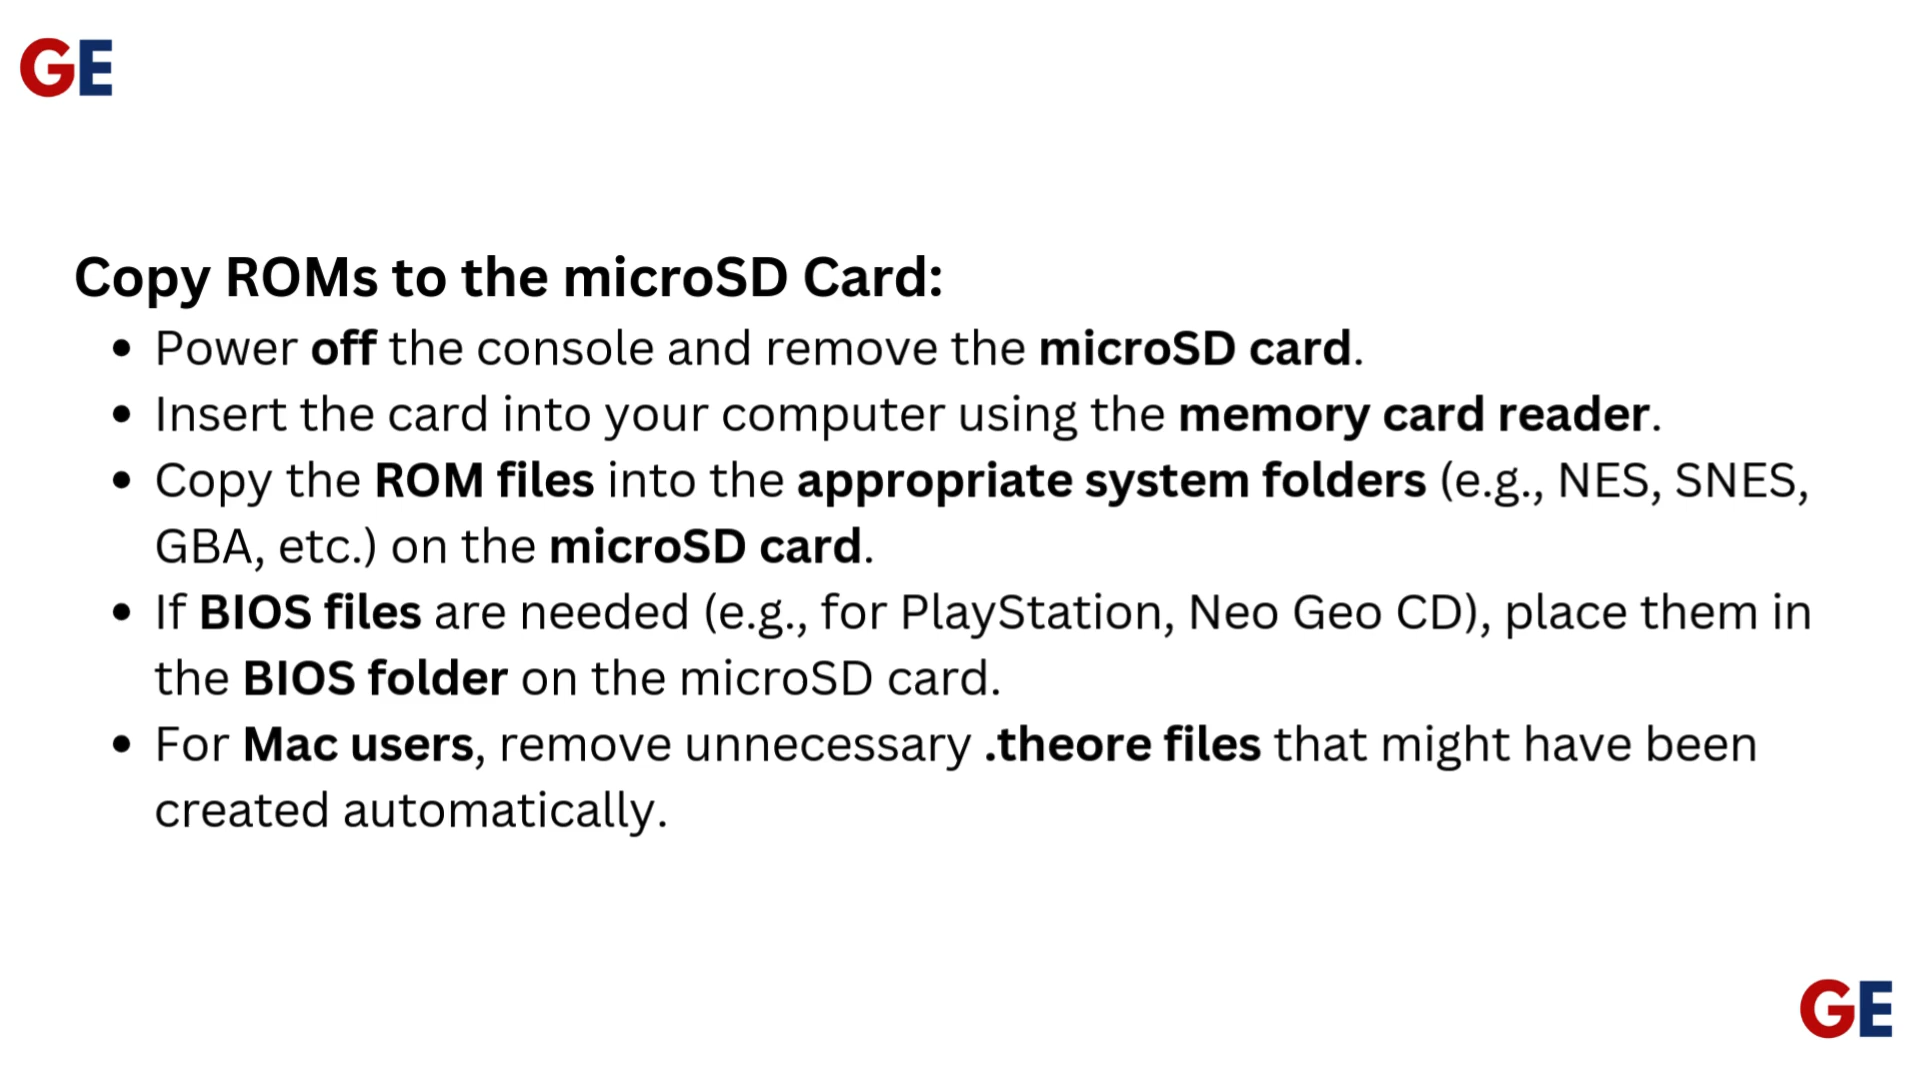 GE
Copy ROMs to the microSD Card:
• Power off the console and remove the microSD card.
• Insert the card into your computer using the memory card reader.
• Copy the ROM files into the appropriate system folders (e.g., NES, SNES,
GBA, etc.) on the microSD card.
• If BIOS files are needed (e.g., for PlayStation, Neo Geo CD), place them in
the BIOS folder on the microSD card.
• For Mac users, remove unnecessary .theore files that might have been
created automatically.
GE